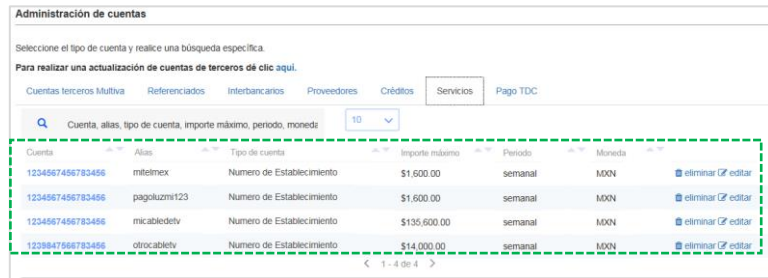 Administración de cuentas
Seleccione el tipo de cuenta y realice una búsqueda específica.
Para realizar una actualización de cuentas de terceros dé clic aquí.
Cuentas terceros Multiva Referenciados Interbancarios Proveedores Créditos Servicios Pago TDC
Cuenta, alias, tipo de cuenta, importe máximo, periodo, moneda 10
Cuenta Alias Tipo de cuenta Importe máximo Periodo Moneda
1234567456783456 mitelmex Numero de Establecimiento $1,600.00 semanal MXN eliminar editar
1234567456783456 pagoluzmi123 Numero de Establecimiento $1,600.00 semanal MXN eliminar editar
1234567456783456 micabledetv Numero de Establecimiento $135,600.00 semanal MXN eliminar editar
1239847566783456 otrocabletv Numero de Establecimiento $14,000.00 semanal MXN eliminar editar
< 1 - 4 de 4 >